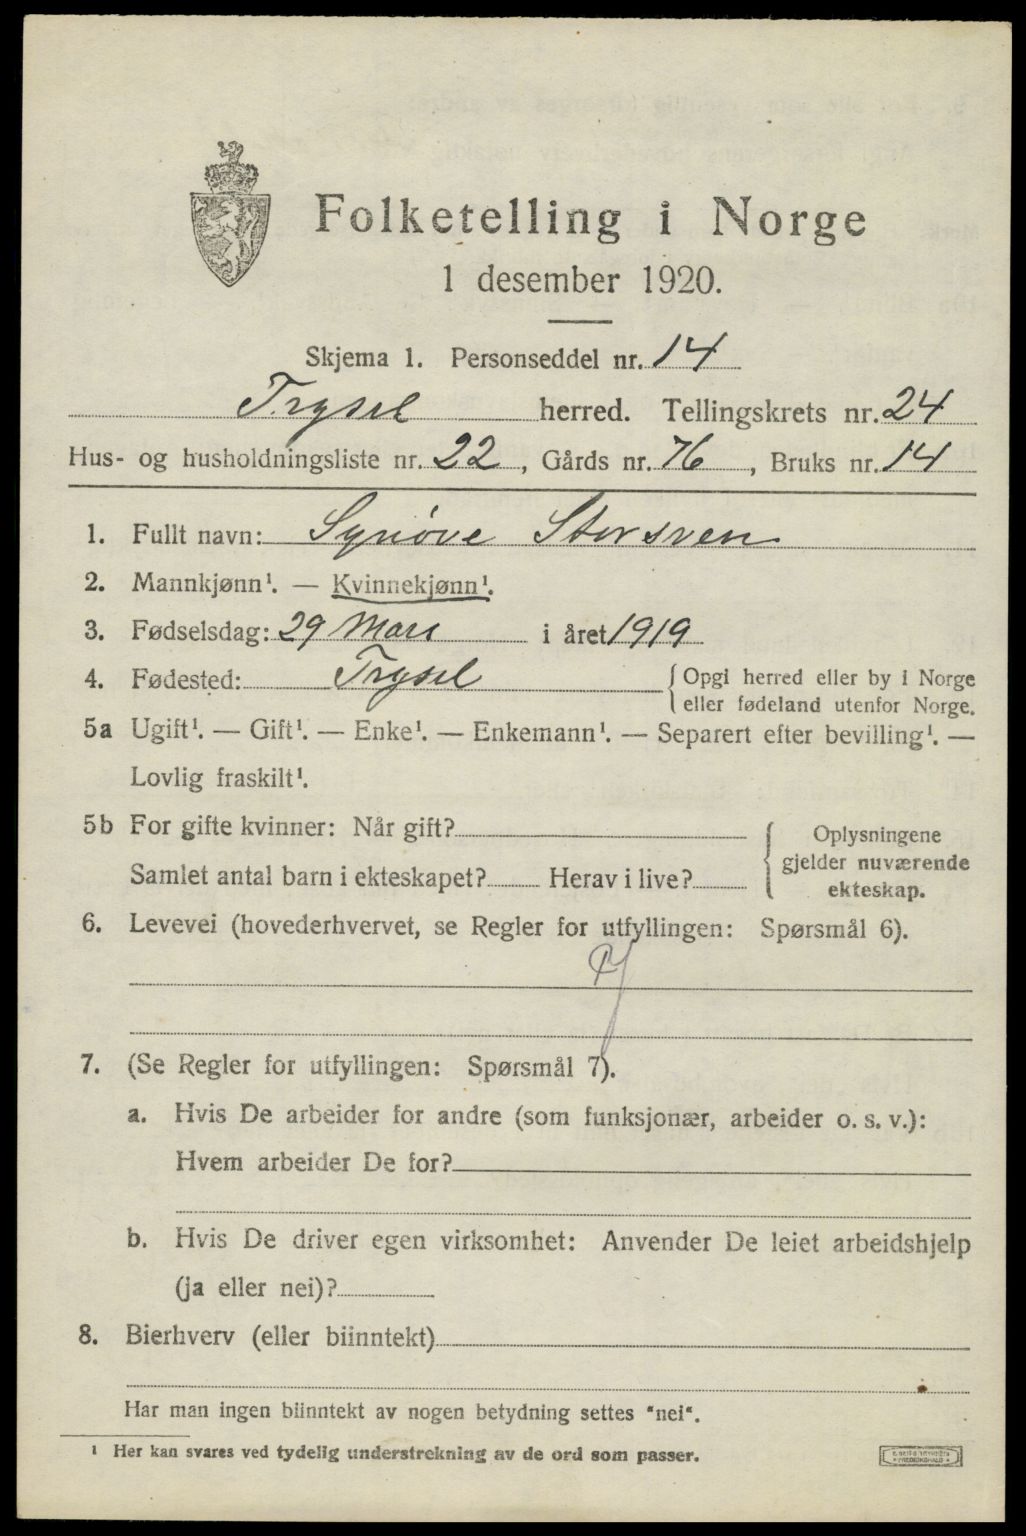 Folketelling i Norge
1 desember 1920.
Skjema 1. Personseddel nr. 14
Trysil herred. Tellingskrets nr. 24
Hus- og husholdningsliste nr. 22, Gårds nr. 76, Bruks nr. 14
1. Fullt navn: Synøve Storsveen
2. Mannkjønn¹. — Kvinnekjønn¹.
3. Fødselsdag: 29 Mars i året 1919
4. Fødested: Trysil { Opgi herred eller by i Norge
eller fødeland utenfor Norge.
5a Ugift¹. — Gift¹. — Enke¹. — Enkemann¹. — Separert efter bevilling¹. —
Lovlig fraskilt¹.
5b For gifte kvinner: Når gift? Oplysningene
gjelder nuværende
Samlet antal barn i ekteskapet? Herav i live? ekteskap.
6. Levevei (hovederhvervet, se Regler for utfyllingen: Spørsmål 6).
7. (Se Regler for utfyllingen: Spørsmål 7).
a. Hvis De arbeider for andre (som funksjonær, arbeider o. s. v.):
Hvem arbeider De for?
b. Hvis De driver egen virksomhet: Anvender De leiet arbeidshjelp
(ja eller nei)?
8. Bierhverv (eller biinntekt)
Har man ingen biinntekt av nogen betydning settes "nei".
¹ Her kan svares ved tydelig understrekning av de ord som passer.